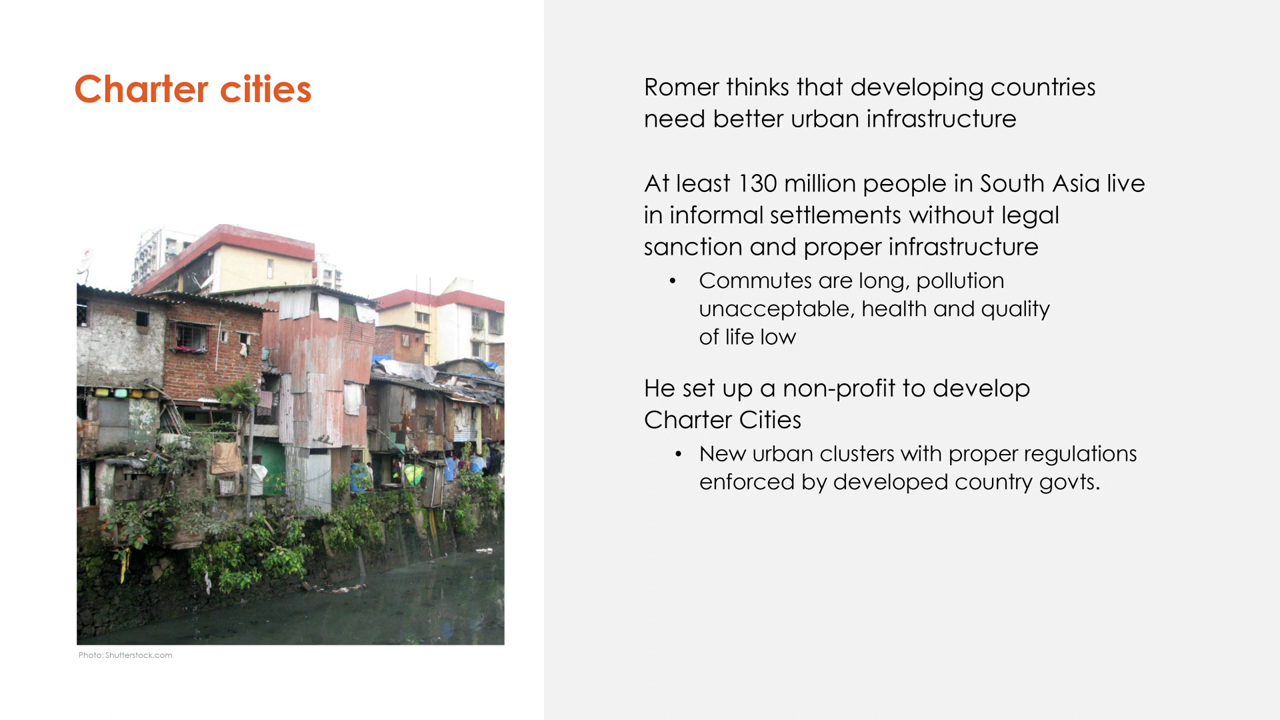 Charter cities
Romer thinks that developing countries
need better urban infrastructure
At least 130 million people in South Asia live
in informal settlements without legal
sanction and proper infrastructure
• Commutes are long, pollution
unacceptable, health and quality
of life low
He set up a non-profit to develop
Charter Cities
• New urban clusters with proper regulations
enforced by developed country govts.
Photo: Shutterstock.com